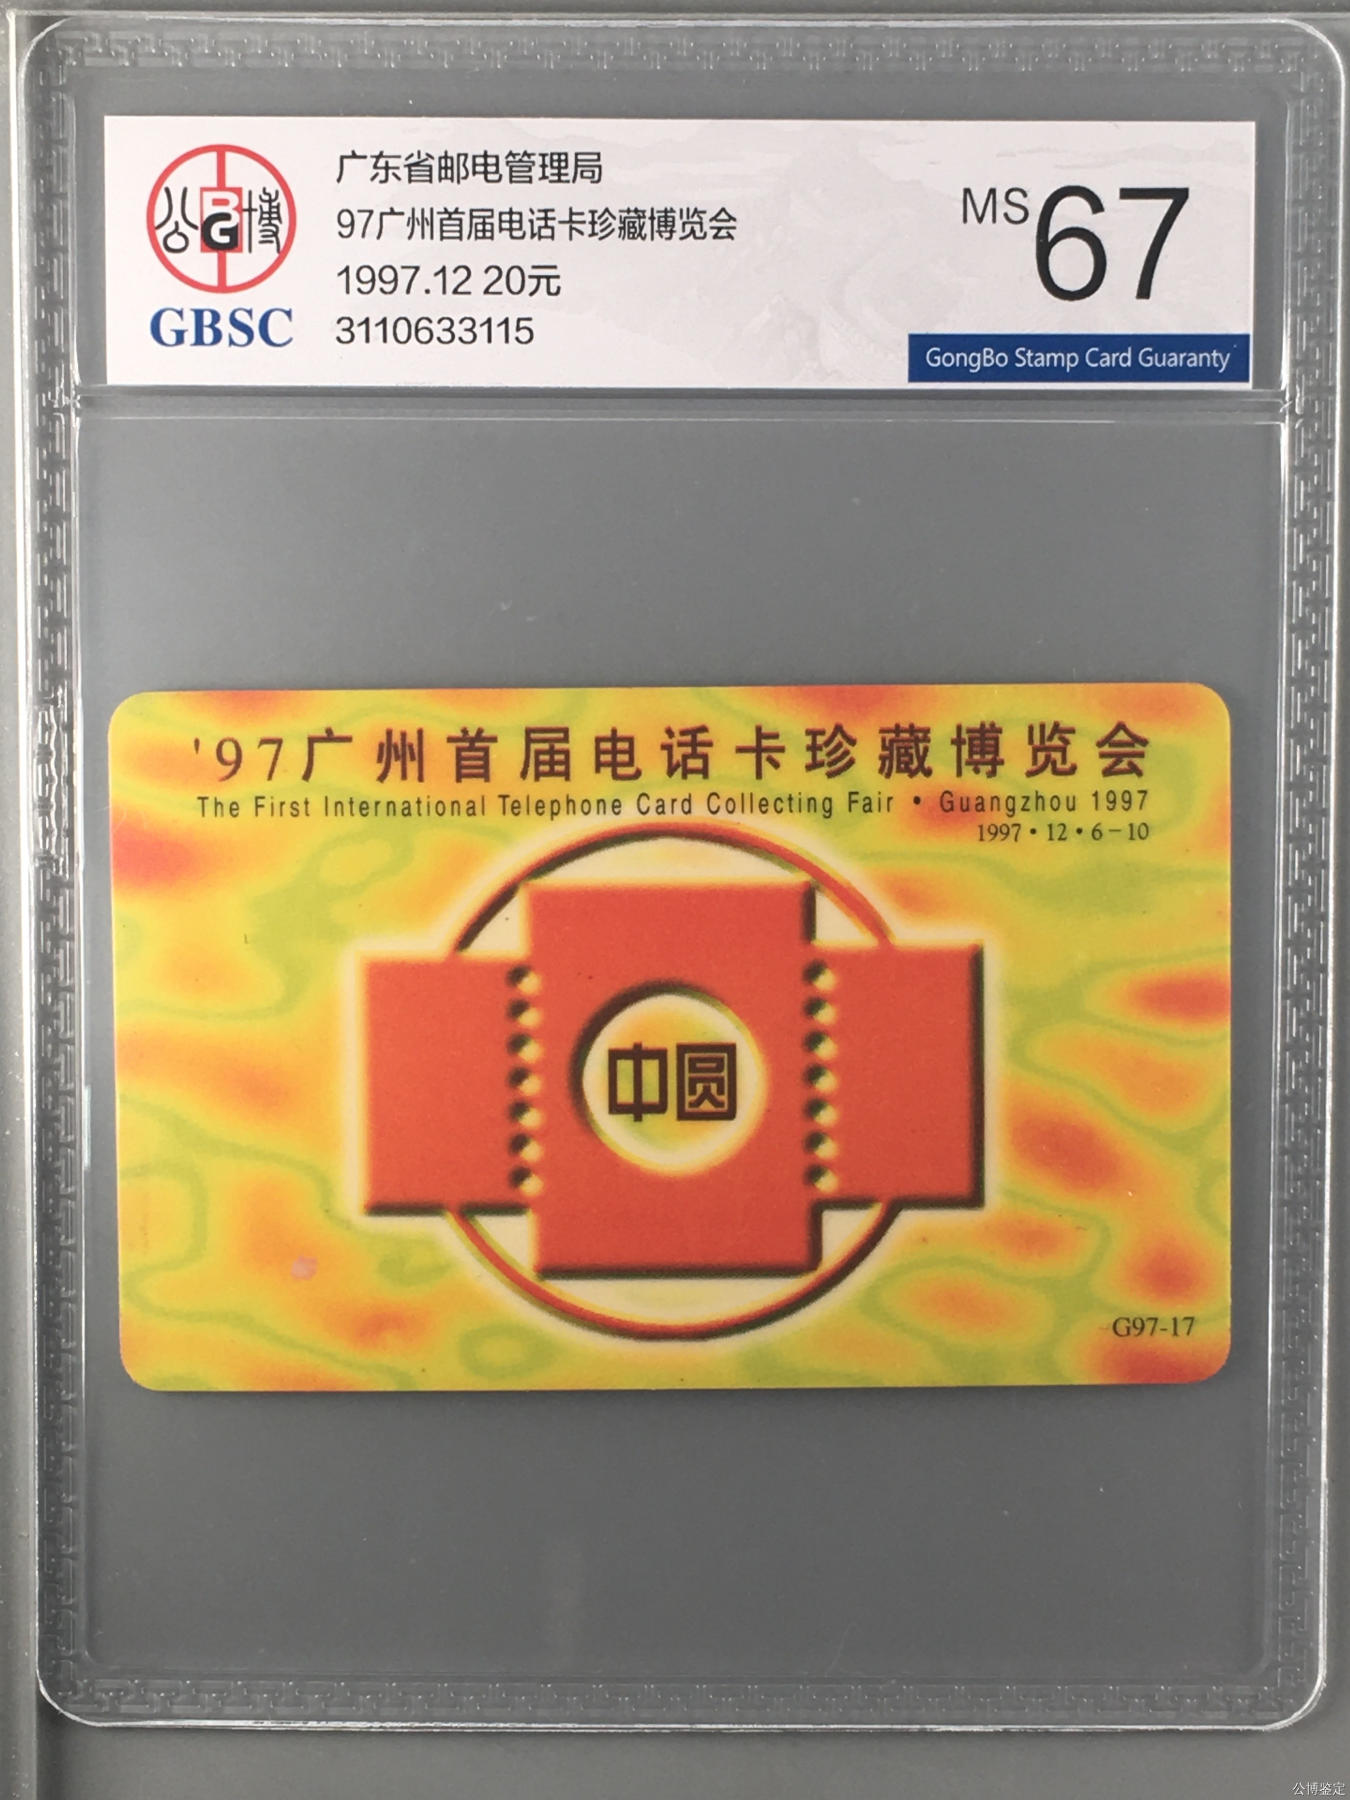 公博
BG
GBSC
广东省邮电管理局
97广州首届电话卡珍藏博览会
1997.12 20元
3110633115
MS 67
GongBo Stamp Card Guaranty
'97广州首届电话卡珍藏博览会
The First International Telephone Card Collecting Fair • Guangzhou 1997
1997•12•6-10
中圆
G97-17
公博鉴定